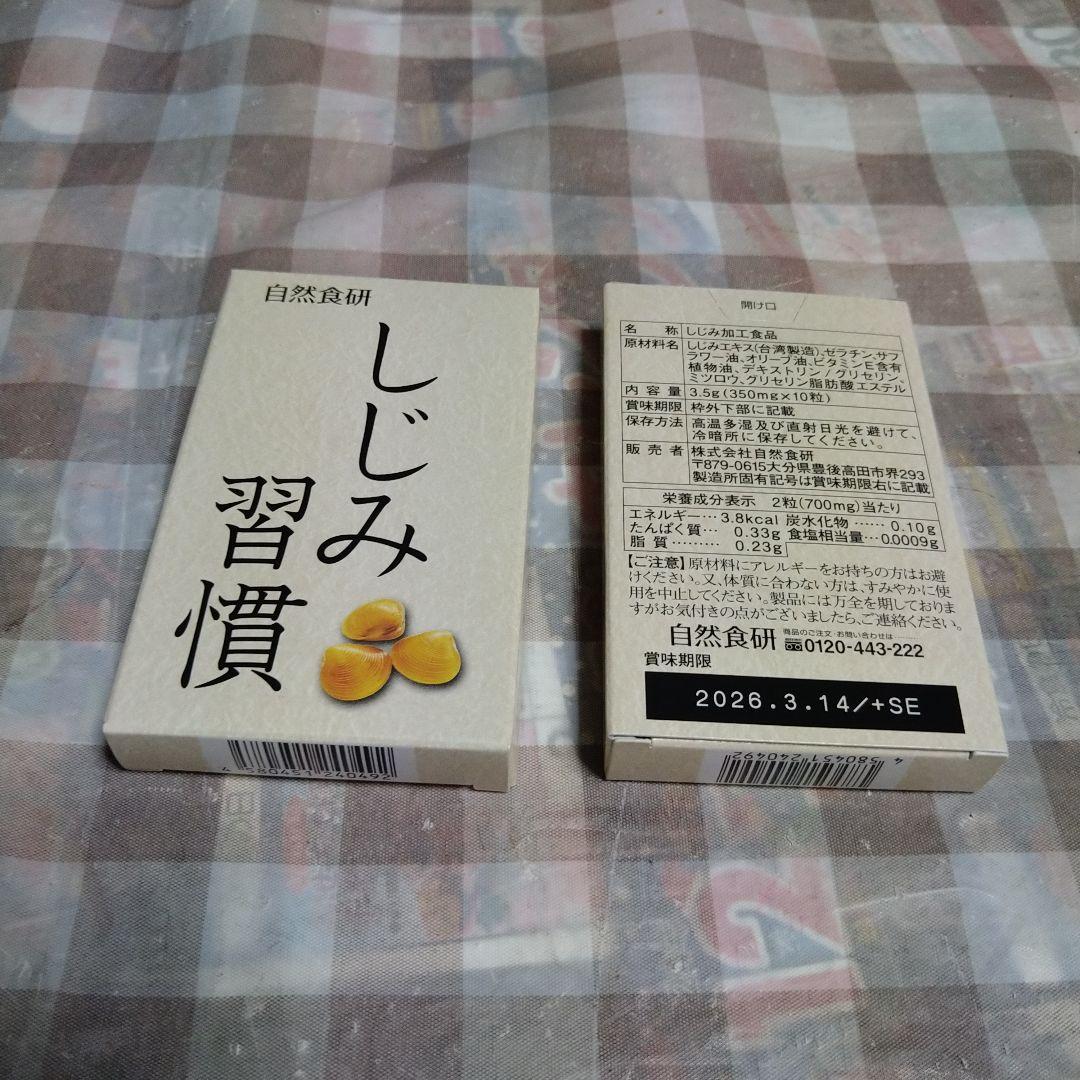 自然食研
しじみ
習慣
4580451240492
開け口
名称 しじみ加工食品
原材料名 しじみエキス(台湾製造)、ゼラチン、サフ
ラワー油、オリーブ油、ビタミンE含有
植物油、デキストリン/グリセリン、
ミツロウ、グリセリン脂肪酸エステル
内容量 3.5g(350mg×10粒)
賞味期限 枠外下部に記載
保存方法 高温多湿及び直射日光を避けて、
冷暗所に保存してください。
販売者 株式会社自然食研
〒879-0615大分県豊後高田市界293
製造所固有記号は賞味期限右に記載
栄養成分表示 2粒(700mg)当たり
エネルギー…3.8kcal 炭水化物……0.10g
たんぱく質… 0.33g 食塩相当量…0.0009g
脂質……… 0.23g
【ご注意】原材料にアレルギーをお持ちの方はお避
けください。又、体質に合わない方は、すみやかに使
用を中止してください。製品には万全を期しておりま
すがお気付きの点がございましたら、ご連絡ください。
自然食研 商品のご注文・お問い合わせは………
0120-443-222
賞味期限
2026.3.14/+SE
4580451240492